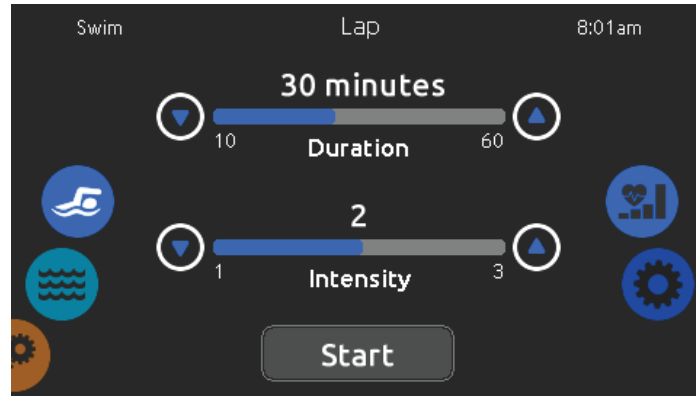 Swim Lap 8:01am
30 minutes
10 60
Duration
2
1 3
Intensity
Start